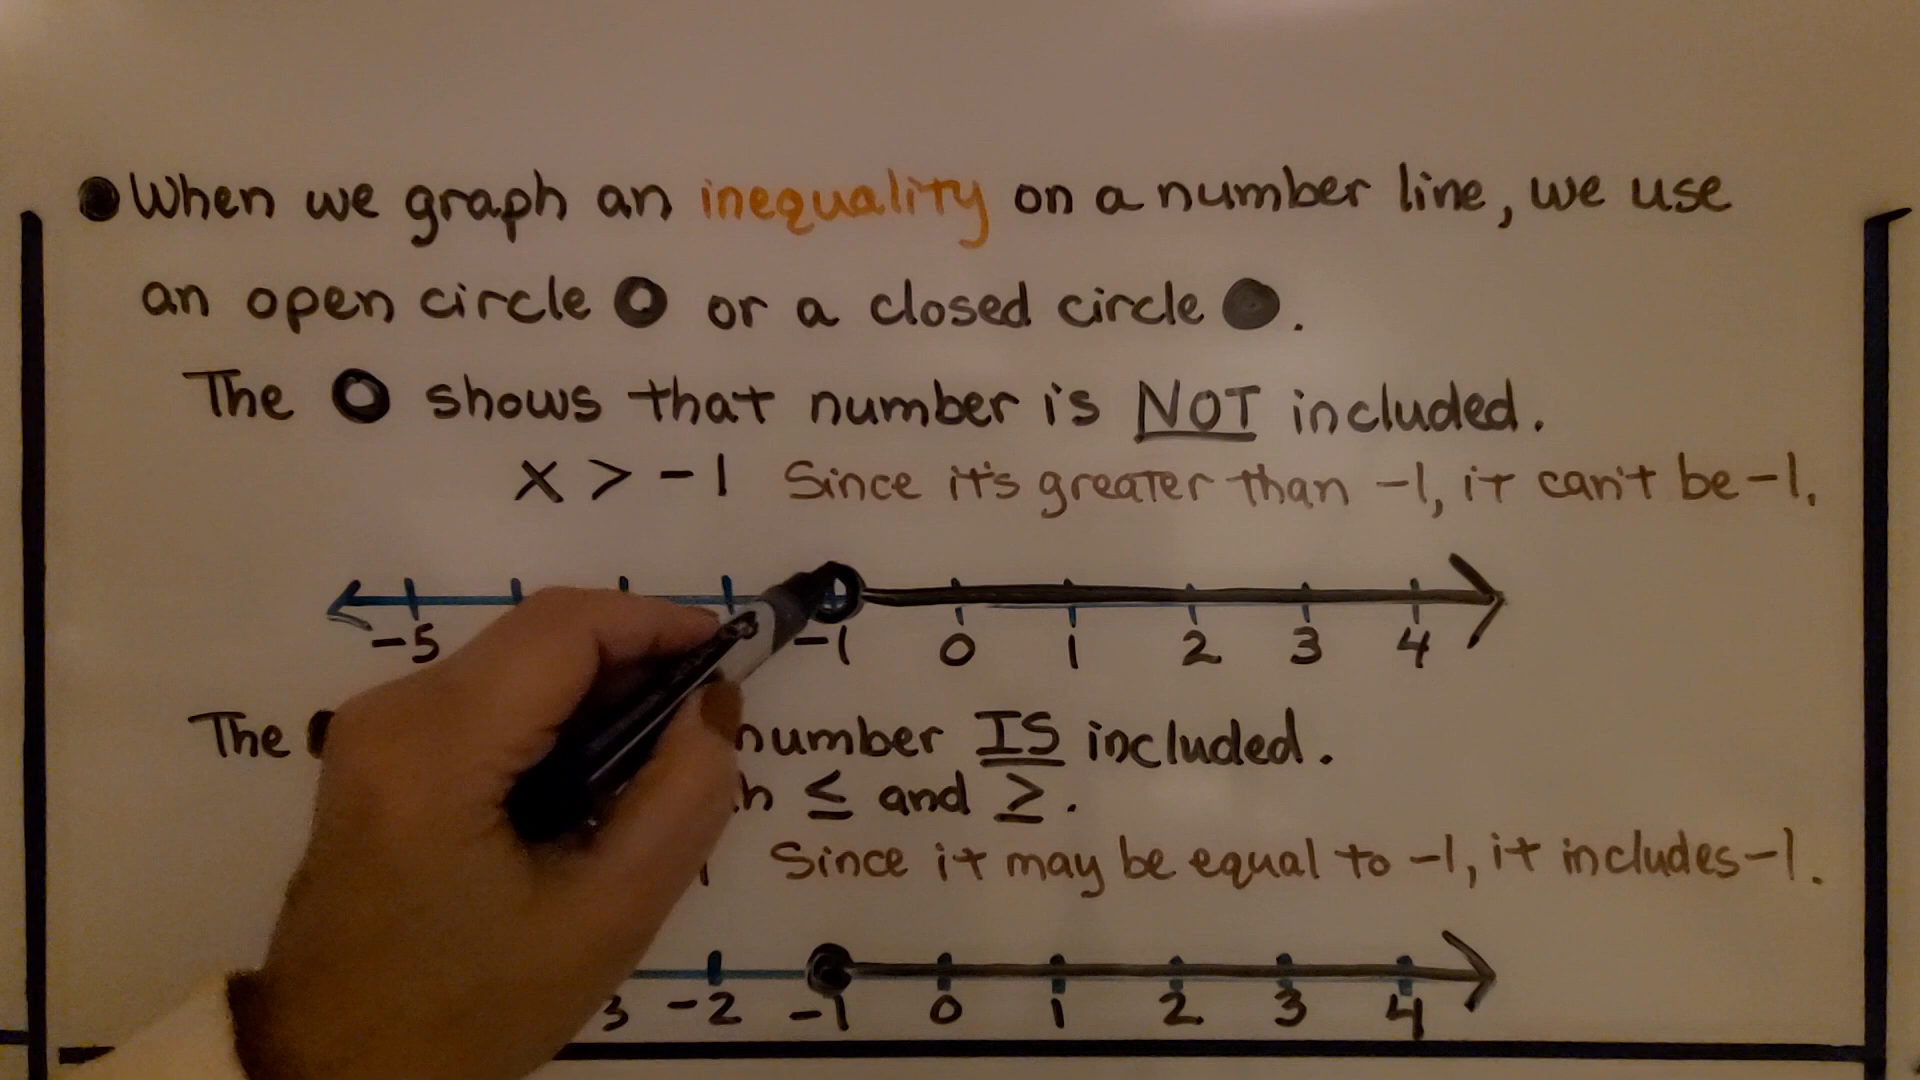 When we graph an inequality on a number line, we use
an open circle or a closed circle .
The shows that number is NOT included.
x > -1 Since it's greater than -1, it can't be -1.
-5 -1 0 1 2 3 4
The number IS included.
≤ and ≥.
Since it may be equal to -1, it includes -1.
3 -2 -1 0 1 2 3 4